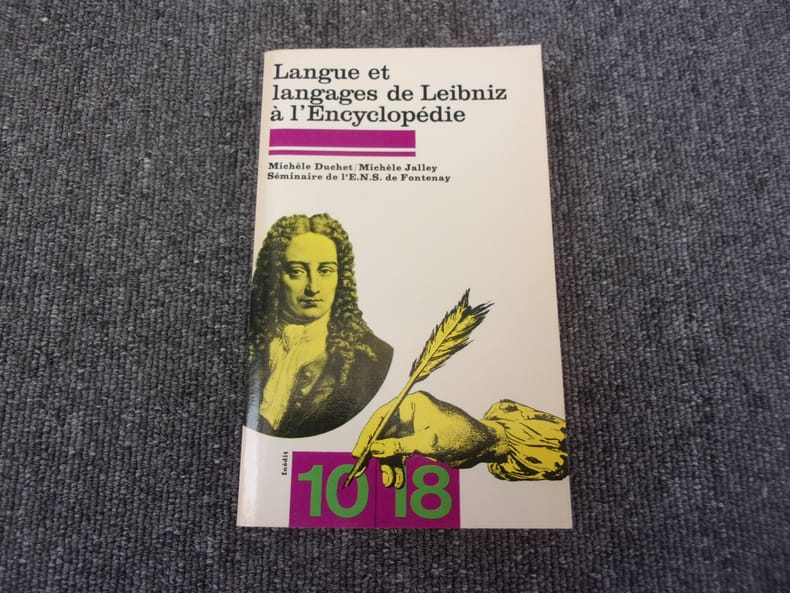 Langue et
langages de Leibniz
à l'Encyclopédie
Michèle Duchet/Michèle Jalley
Séminaire de l'E.N.S. de Fontenay
Inédit
10 18